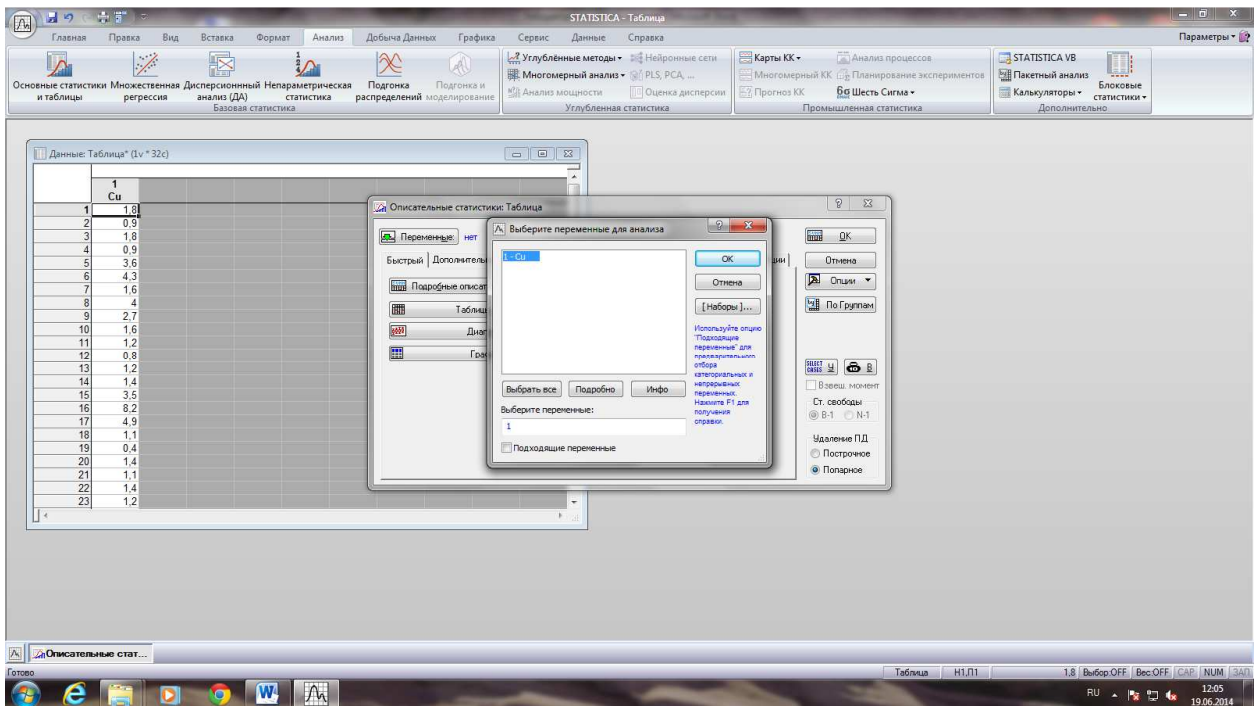 STATISTICA - Таблица
Главная Правка Вид Вставка Формат Анализ Добыча Данных Графика Сервис Данные Справка Параметры
Основные статистики и таблицы
Множественная регрессия
Дисперсионный анализ (ДА)
Непараметрическая статистика
Базовая статистика
Подгонка распределений
Подгонка и моделирование
Углублённые методы
Нейронные сети
Многомерный анализ
PLS, PCA, ...
Анализ мощности
Оценка дисперсии
Углубленная статистика
Карты КК
Анализ процессов
Многомерный КК
Планирование экспериментов
Прогноз КК
Шесть Сигма
Промышленная статистика
STATISTICA VB
Пакетный анализ
Калькуляторы
Блоковые статистики
Дополнительно
Данные: Таблица* (1v * 32c)
1
Cu
1 1,8
2 0,9
3 1,8
4 0,9
5 3,6
6 4,3
7 1,6
8 4
9 2,7
10 1,6
11 1,2
12 0,8
13 1,2
14 1,4
15 3,5
16 8,2
17 4,9
18 1,1
19 0,4
20 1,4
21 1,1
22 1,4
23 1,2
Описательные статистики: Таблица
Переменные: нет
Быстрый
Подробные описат
Таблиц
OK
Отмена
Опции
По Группам
SELECT CASES
Взвеш. момент
Ст. свободы
В-1 N-1
Удаление ПД
Построчное
Попарное
Выберите переменные для анализа
1 - Cu
OK
Отмена
[ Наборы ]...
Используйте опцию
"Подходящие
переменные" для
предварительного
отбора
категориальных и
непрерывных
переменных.
Нажмите F1 для
получения
справки.
Выбрать все Подробно Инфо
Выберите переменные:
1
Подходящие переменные
Описательные стат...
Готово
Таблица Н1,П1 1,8 Выбор:OFF Вес:OFF CAP NUM ЗАП
RU 12:05
19.06.2014